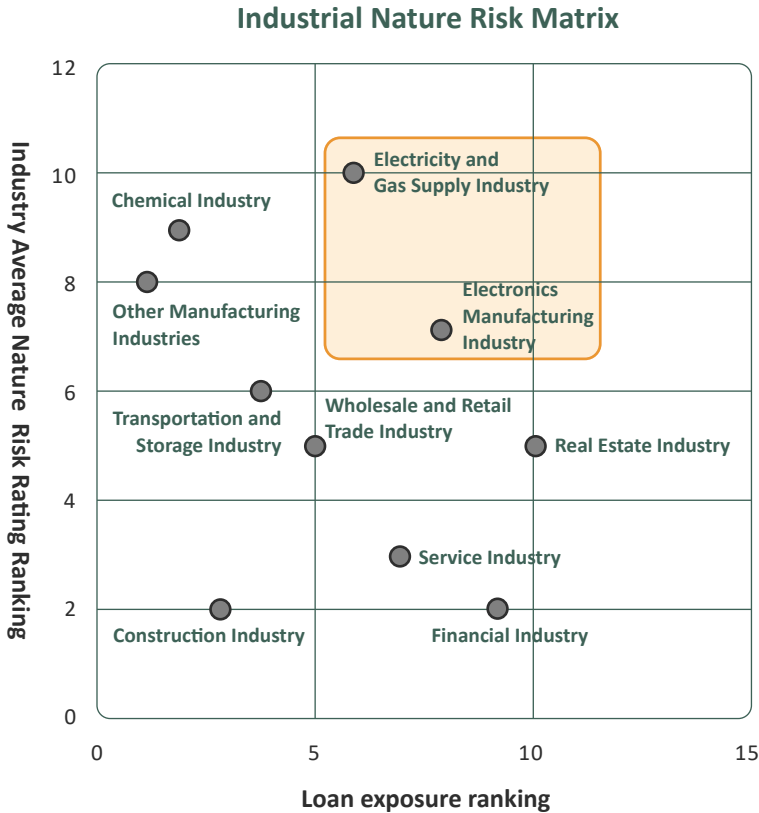 Industrial Nature Risk Matrix
Industry Average Nature Risk Rating Ranking
12
10
8
6
4
2
0
Electricity and
Gas Supply Industry
Chemical Industry
Other Manufacturing
Industries
Electronics
Manufacturing
Industry
Transportation and
Storage Industry
Wholesale and Retail
Trade Industry
Real Estate Industry
Service Industry
Construction Industry
Financial Industry
0
5
10
15
Loan exposure ranking